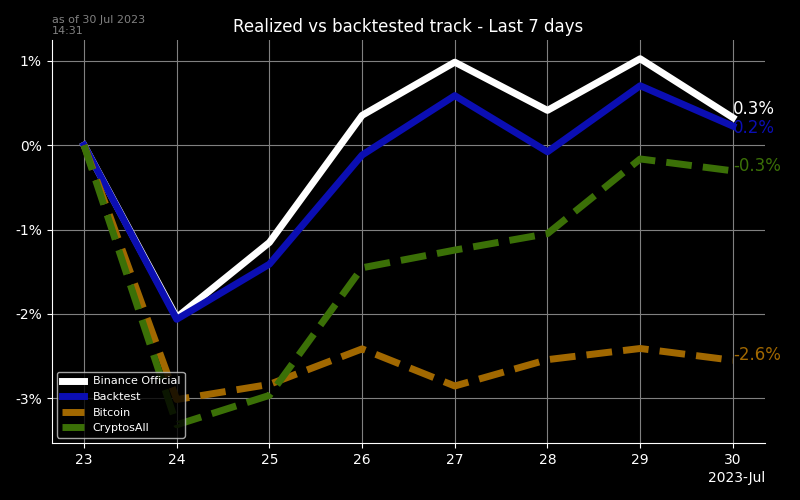 as of 30 Jul 2023
14:31
Realized vs backtested track - Last 7 days
1%
0%
-1%
-2%
-3%
0.3%
0.2%
-0.3%
-2.6%
Binance Official
Backtest
Bitcoin
CryptosAll
23 24 25 26 27 28 29 30
2023-Jul